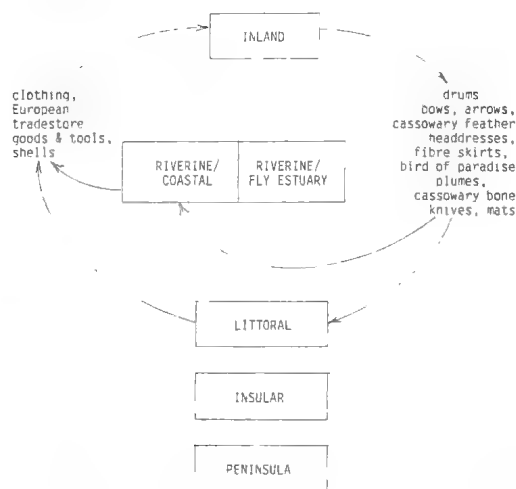 INLAND
clothing,
European
tradestore
goods & tools,
shells
drums
bows, arrows,
cassowary feather
headdresses,
fibre skirts,
bird of paradise
plumes,
cassowary bone
knives, mats
RIVERINE/
COASTAL
RIVERINE/
FLY ESTUARY
LITTORAL
INSULAR
PENINSULA